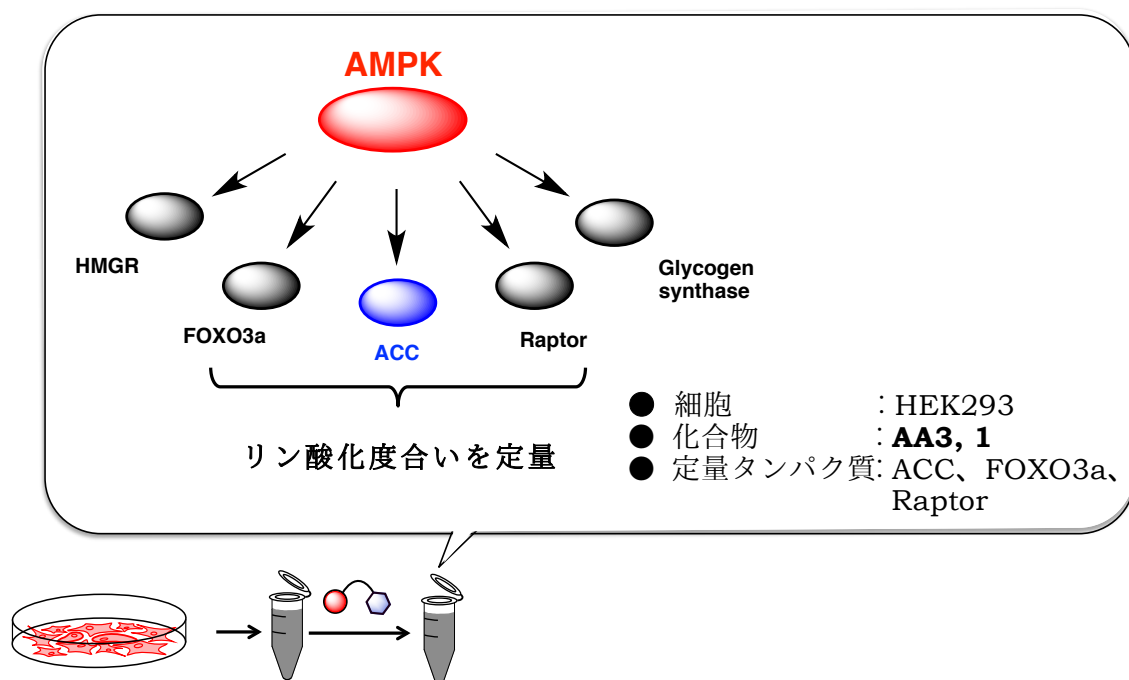 AMPK
HMGR
FOXO3a
ACC
Raptor
Glycogen
synthase
リン酸化度合いを定量
● 細胞 : HEK293
● 化合物 : AA3, 1
● 定量タンパク質: ACC、FOXO3a、
Raptor